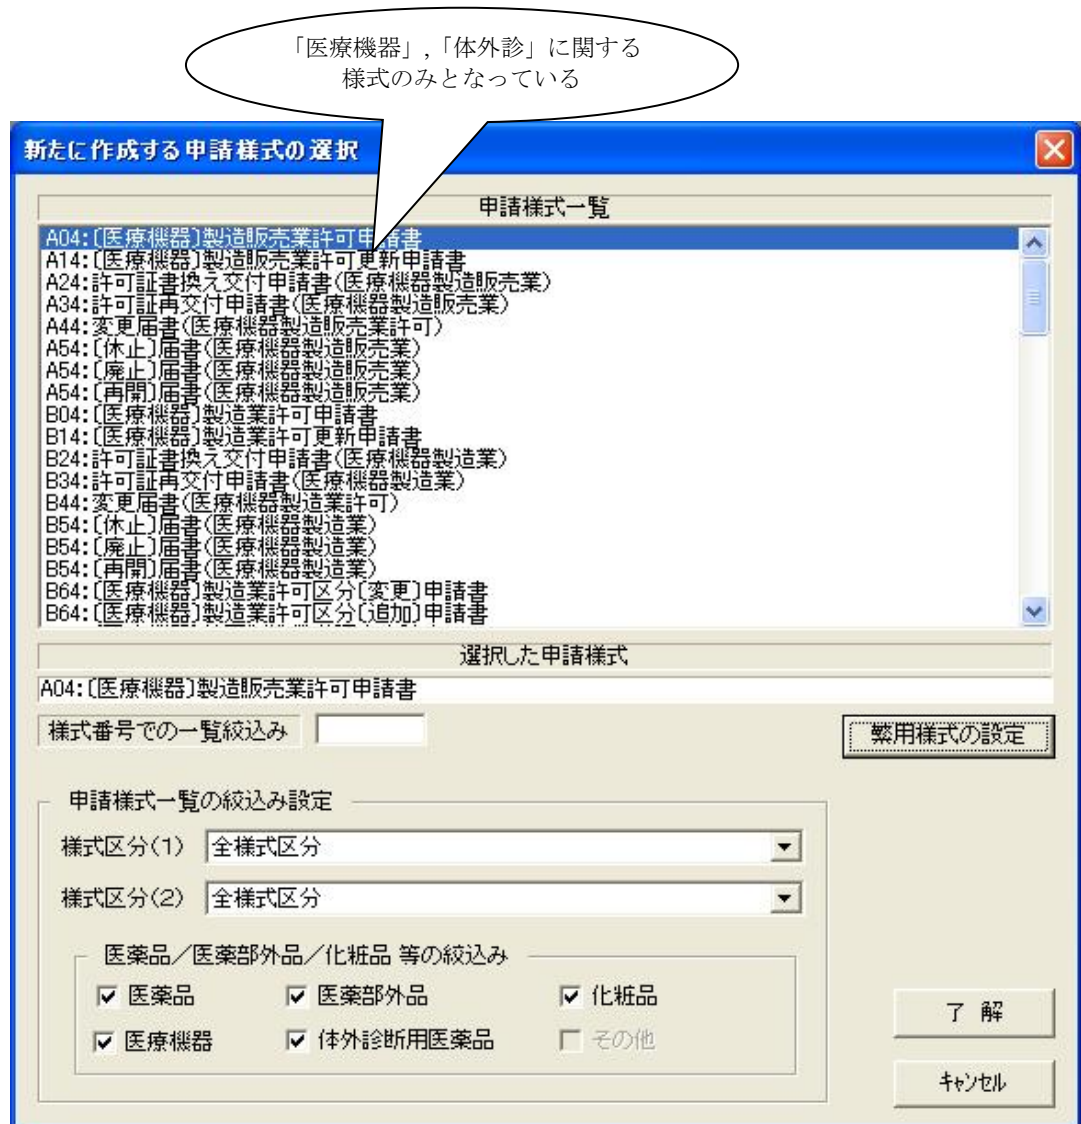 「医療機器」,「体外診」に関する
様式のみとなっている
新たに作成する申請様式の選択
申請様式一覧
A04:〔医療機器〕製造販売業許可申請書
A14:〔医療機器〕製造販売業許可更新申請書
A24:許可証書換え交付申請書(医療機器製造販売業)
A34:許可証再交付申請書(医療機器製造販売業)
A44:変更届書(医療機器製造販売業許可)
A54:〔休止〕届書(医療機器製造販売業)
A54:〔廃止〕届書(医療機器製造販売業)
A54:〔再開〕届書(医療機器製造販売業)
B04:〔医療機器〕製造業許可申請書
B14:〔医療機器〕製造業許可更新申請書
B24:許可証書換え交付申請書(医療機器製造業)
B34:許可証再交付申請書(医療機器製造業)
B44:変更届書(医療機器製造業許可)
B54:〔休止〕届書(医療機器製造業)
B54:〔廃止〕届書(医療機器製造業)
B54:〔再開〕届書(医療機器製造業)
B64:〔医療機器〕製造業許可区分〔変更〕申請書
B64:〔医療機器〕製造業許可区分〔追加〕申請書
選択した申請様式
A04:〔医療機器〕製造販売業許可申請書
様式番号での一覧絞込み
繁用様式の設定
申請様式一覧の絞込み設定
様式区分(1) 全様式区分
様式区分(2) 全様式区分
医薬品/医薬部外品/化粧品 等の絞込み
医薬品 医薬部外品 化粧品
医療機器 体外診断用医薬品 その他
了 解
キャンセル